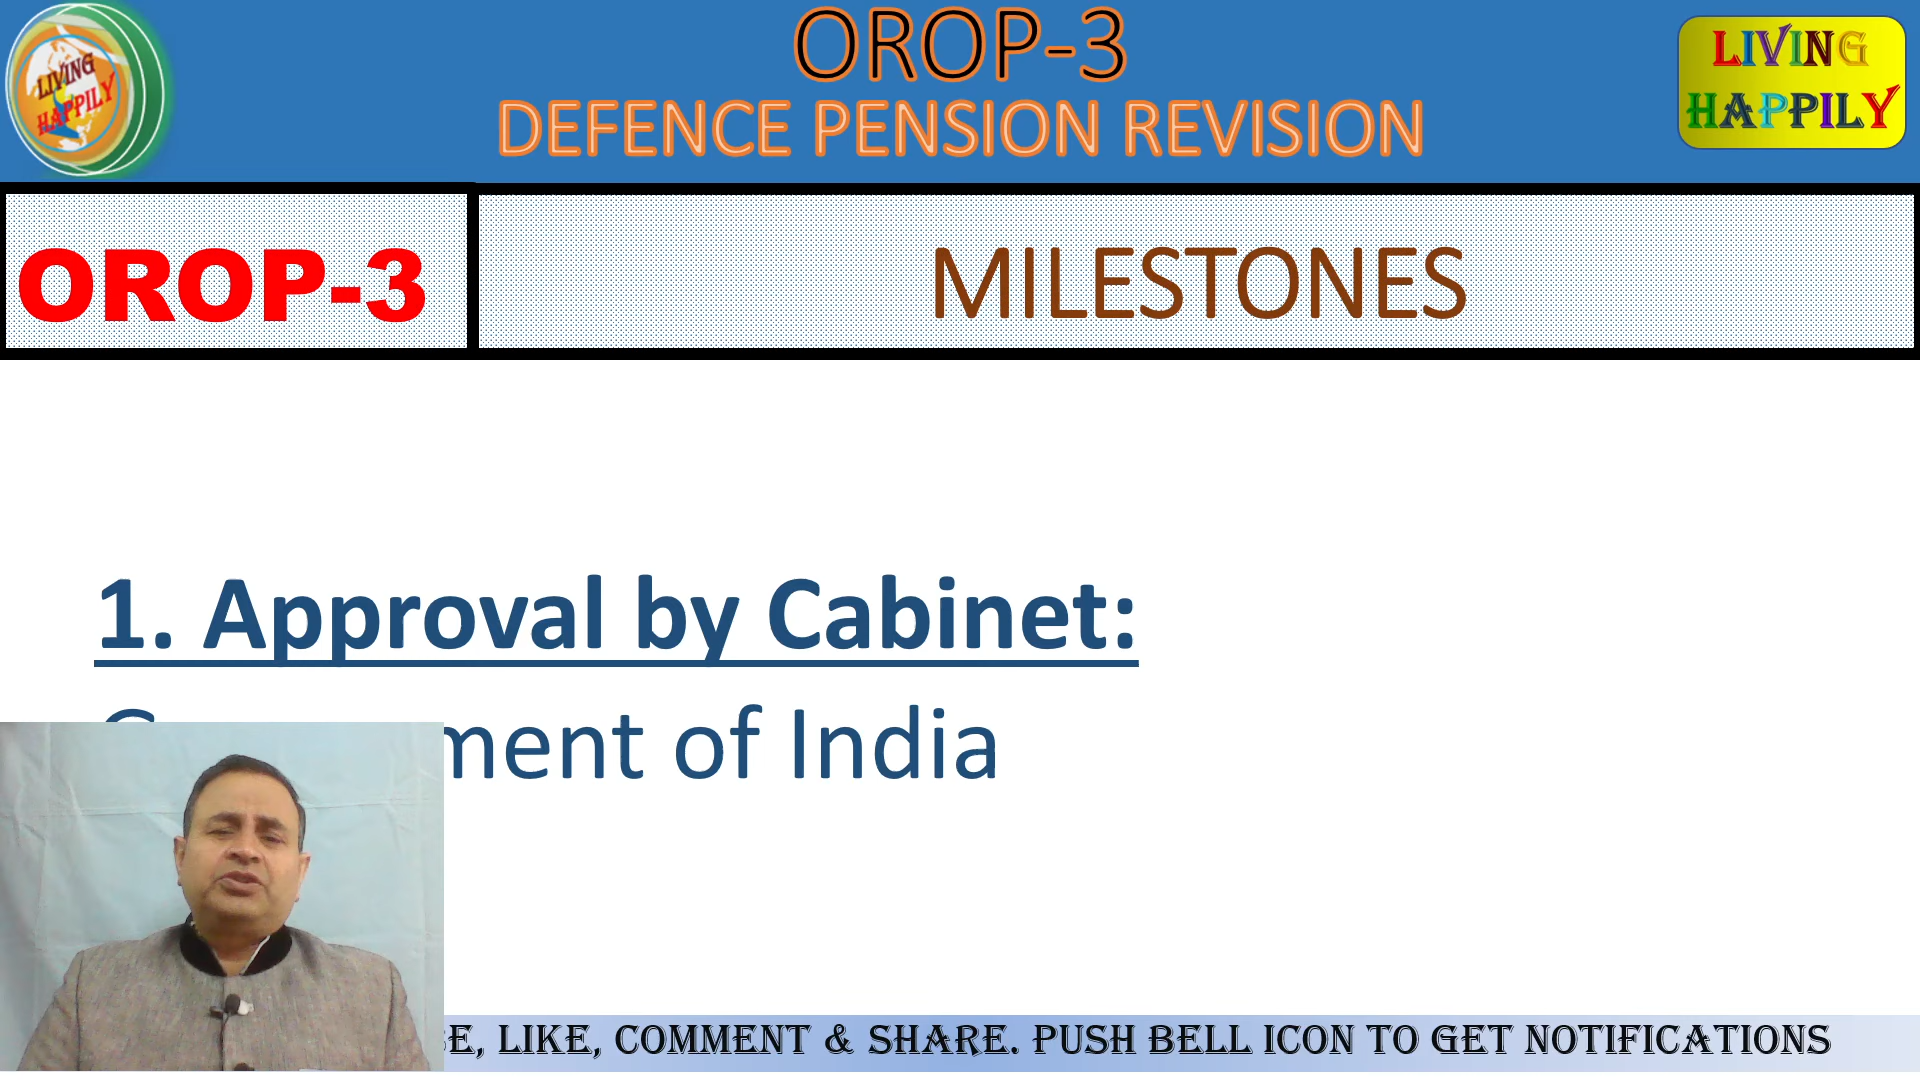 LIVING
HAPPILY
OROP-3
DEFENCE PENSION REVISION
LIVING
HAPPILY
OROP-3
MILESTONES
1. Approval by Cabinet:
of India
LIKE, COMMENT & SHARE. PUSH BELL ICON TO GET NOTIFICATIONS